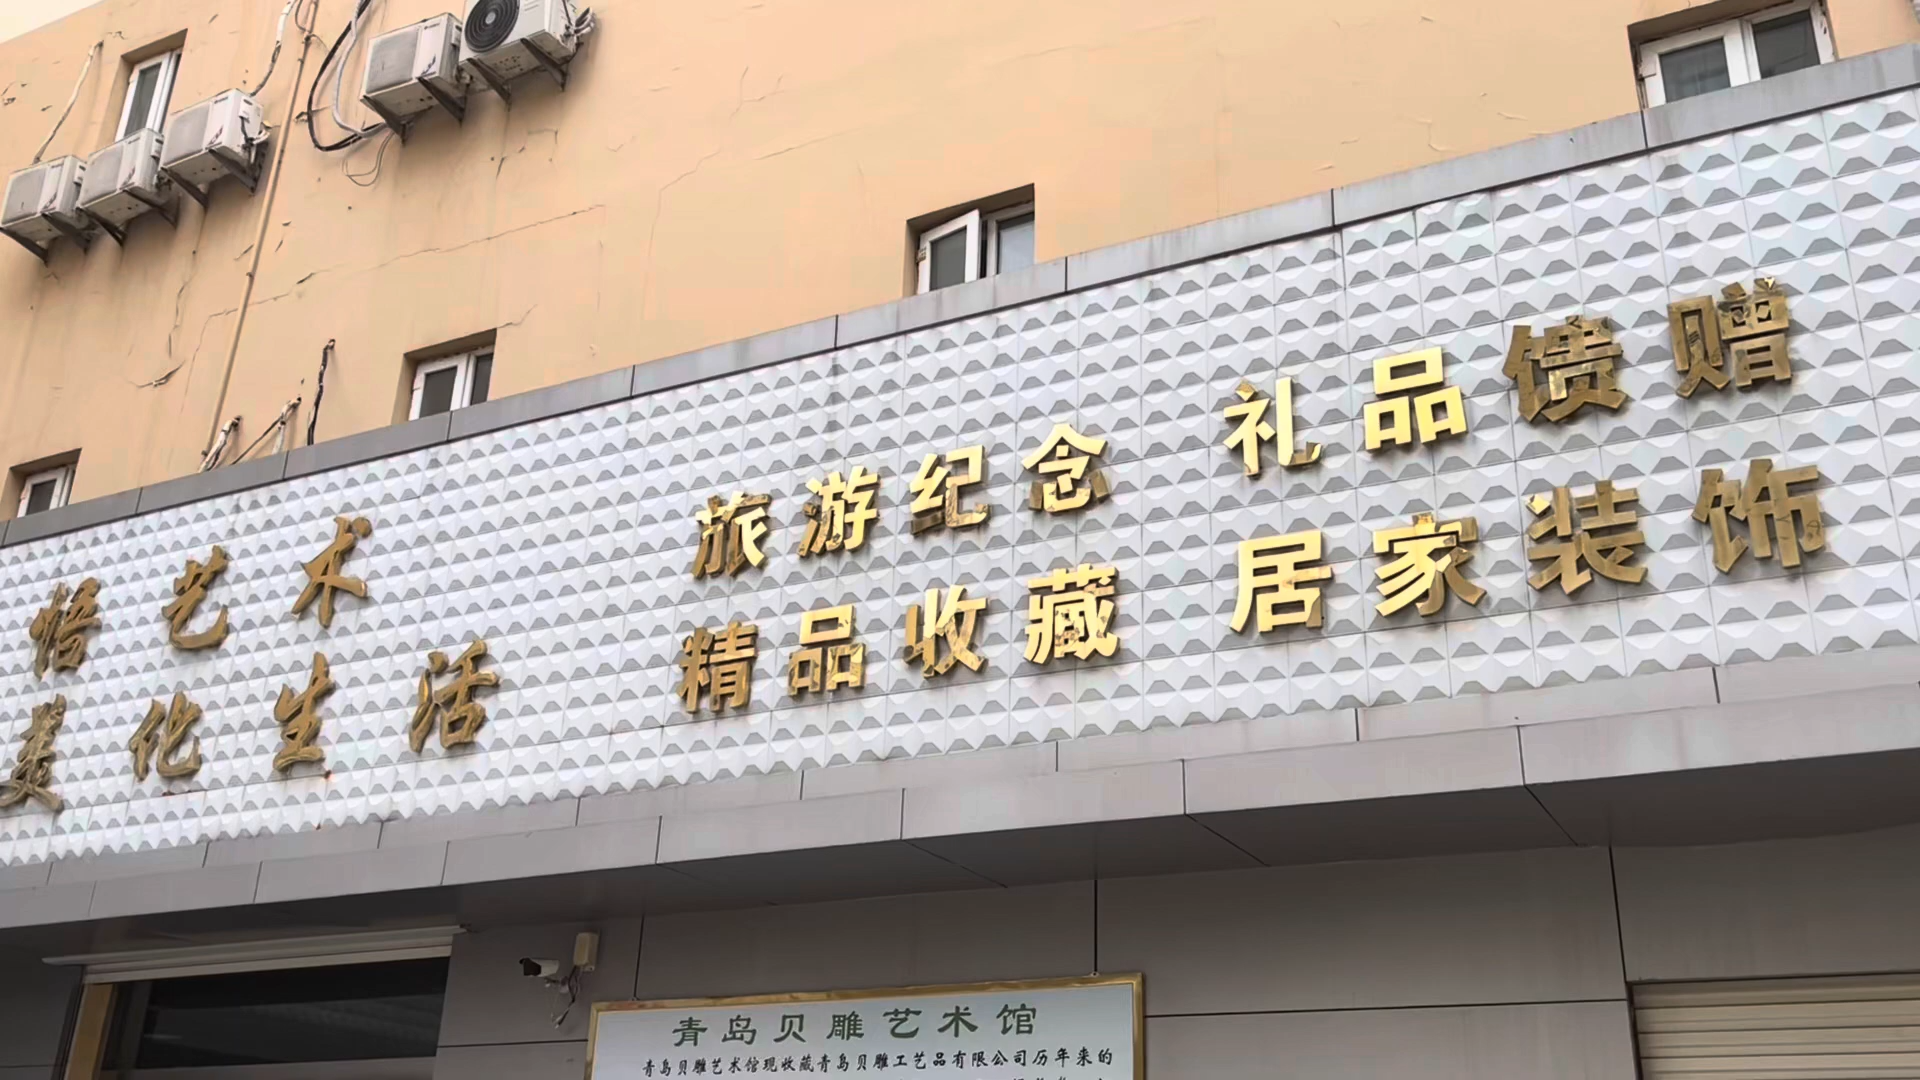 悟艺术
美化生活
旅游纪念 礼品馈赠
精品收藏 居家装饰
青岛贝雕艺术馆
青岛贝雕艺术馆现收藏青岛贝雕工艺品有限公司历年来的